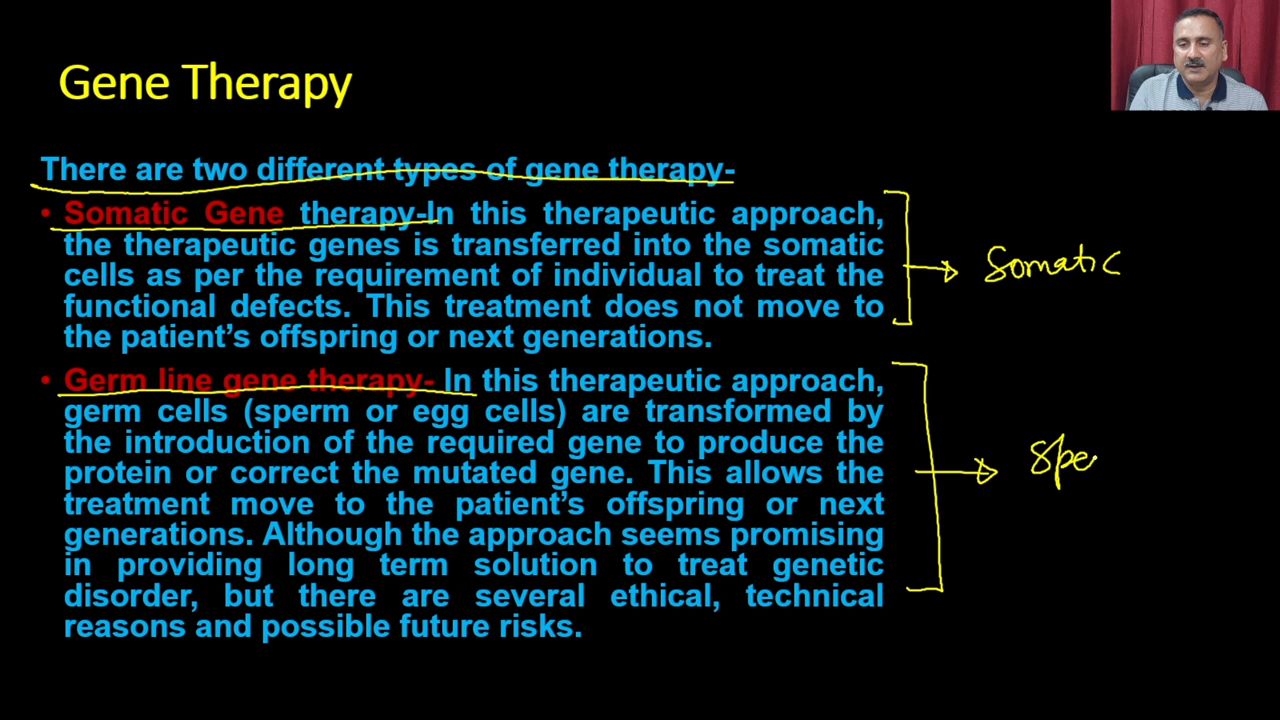 Gene Therapy
There are two different types of gene therapy-
• Somatic Gene therapy-In this therapeutic approach,
the therapeutic genes is transferred into the somatic
cells as per the requirement of individual to treat the
functional defects. This treatment does not move to
the patient's offspring or next generations.
Somatic
• Germ line gene therapy- In this therapeutic approach,
germ cells (sperm or egg cells) are transformed by
the introduction of the required gene to produce the
protein or correct the mutated gene. This allows the
treatment move to the patient's offspring or next
generations. Although the approach seems promising
in providing long term solution to treat genetic
disorder, but there are several ethical, technical
reasons and possible future risks.
Spe